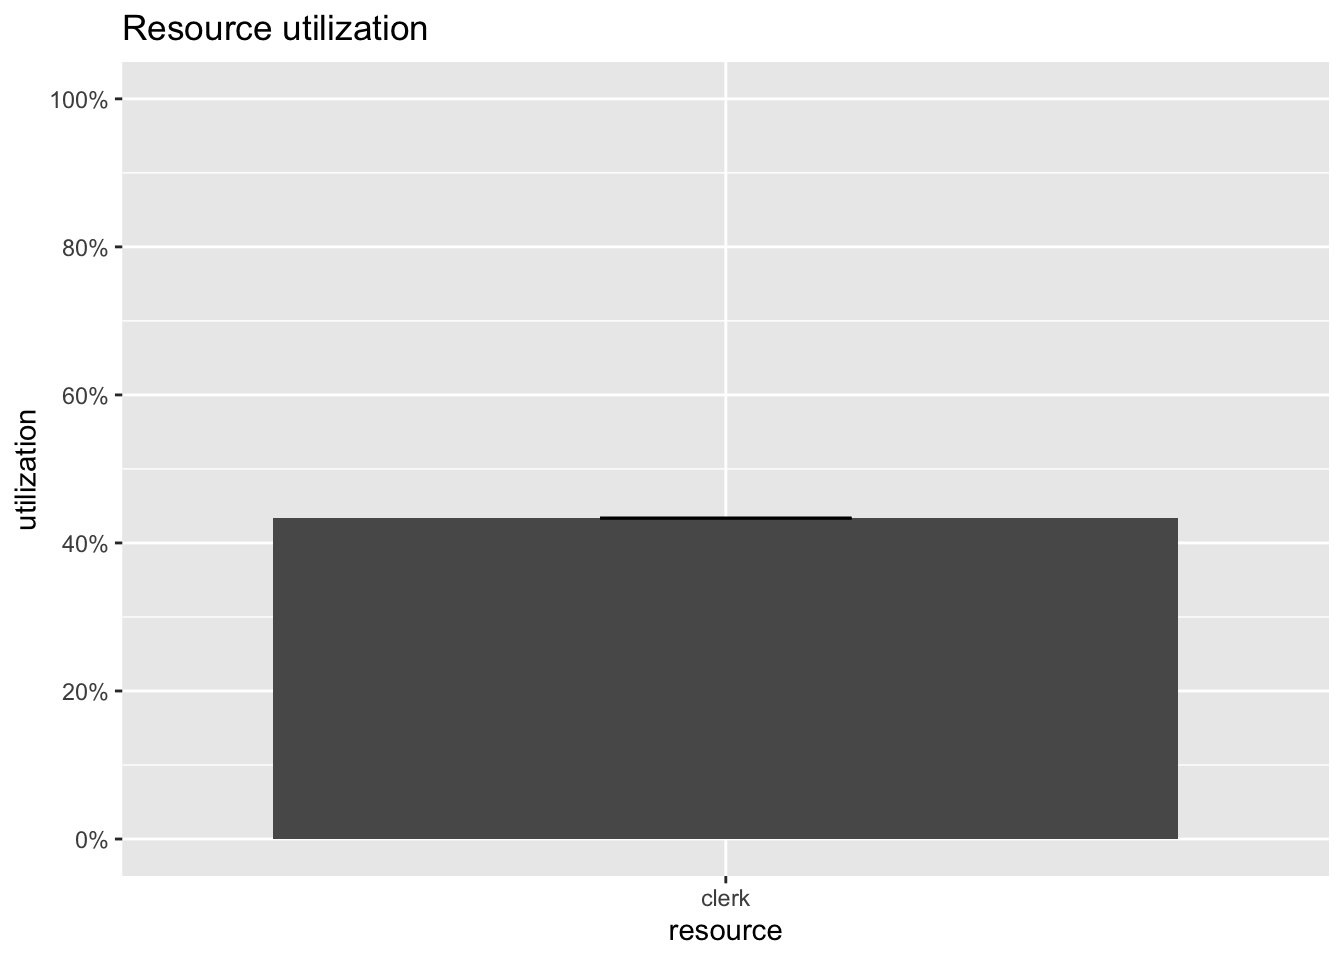 Resource utilization
100%
80%
60%
40%
20%
0%
utilization
clerk
resource